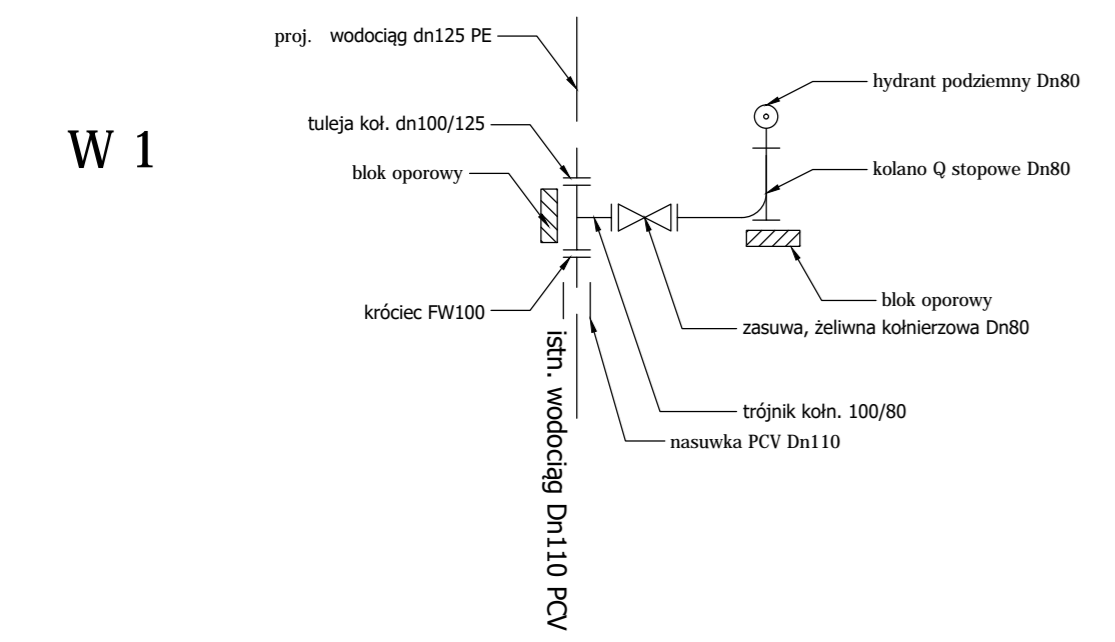 proj. wodociąg dn125 PE
hydrant podziemny Dn80
tuleja koł. dn100/125
W 1
blok oporowy
kolano Q stopowe Dn80
blok oporowy
króciec FW100
zasuwa, żeliwna kołnierzowa Dn80
istn. wodociąg Dn110 PCV
trójnik kołn. 100/80
nasuwka PCV Dn110